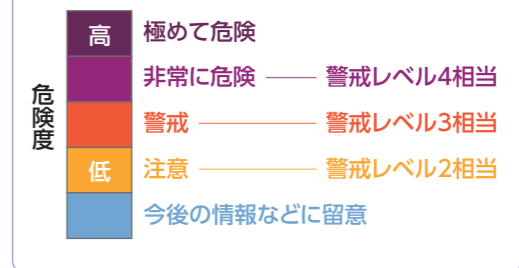 危険度
高 極めて危険
非常に危険 —— 警戒レベル4相当
警戒 ———— 警戒レベル3相当
低 注意 ———— 警戒レベル2相当
今後の情報などに留意